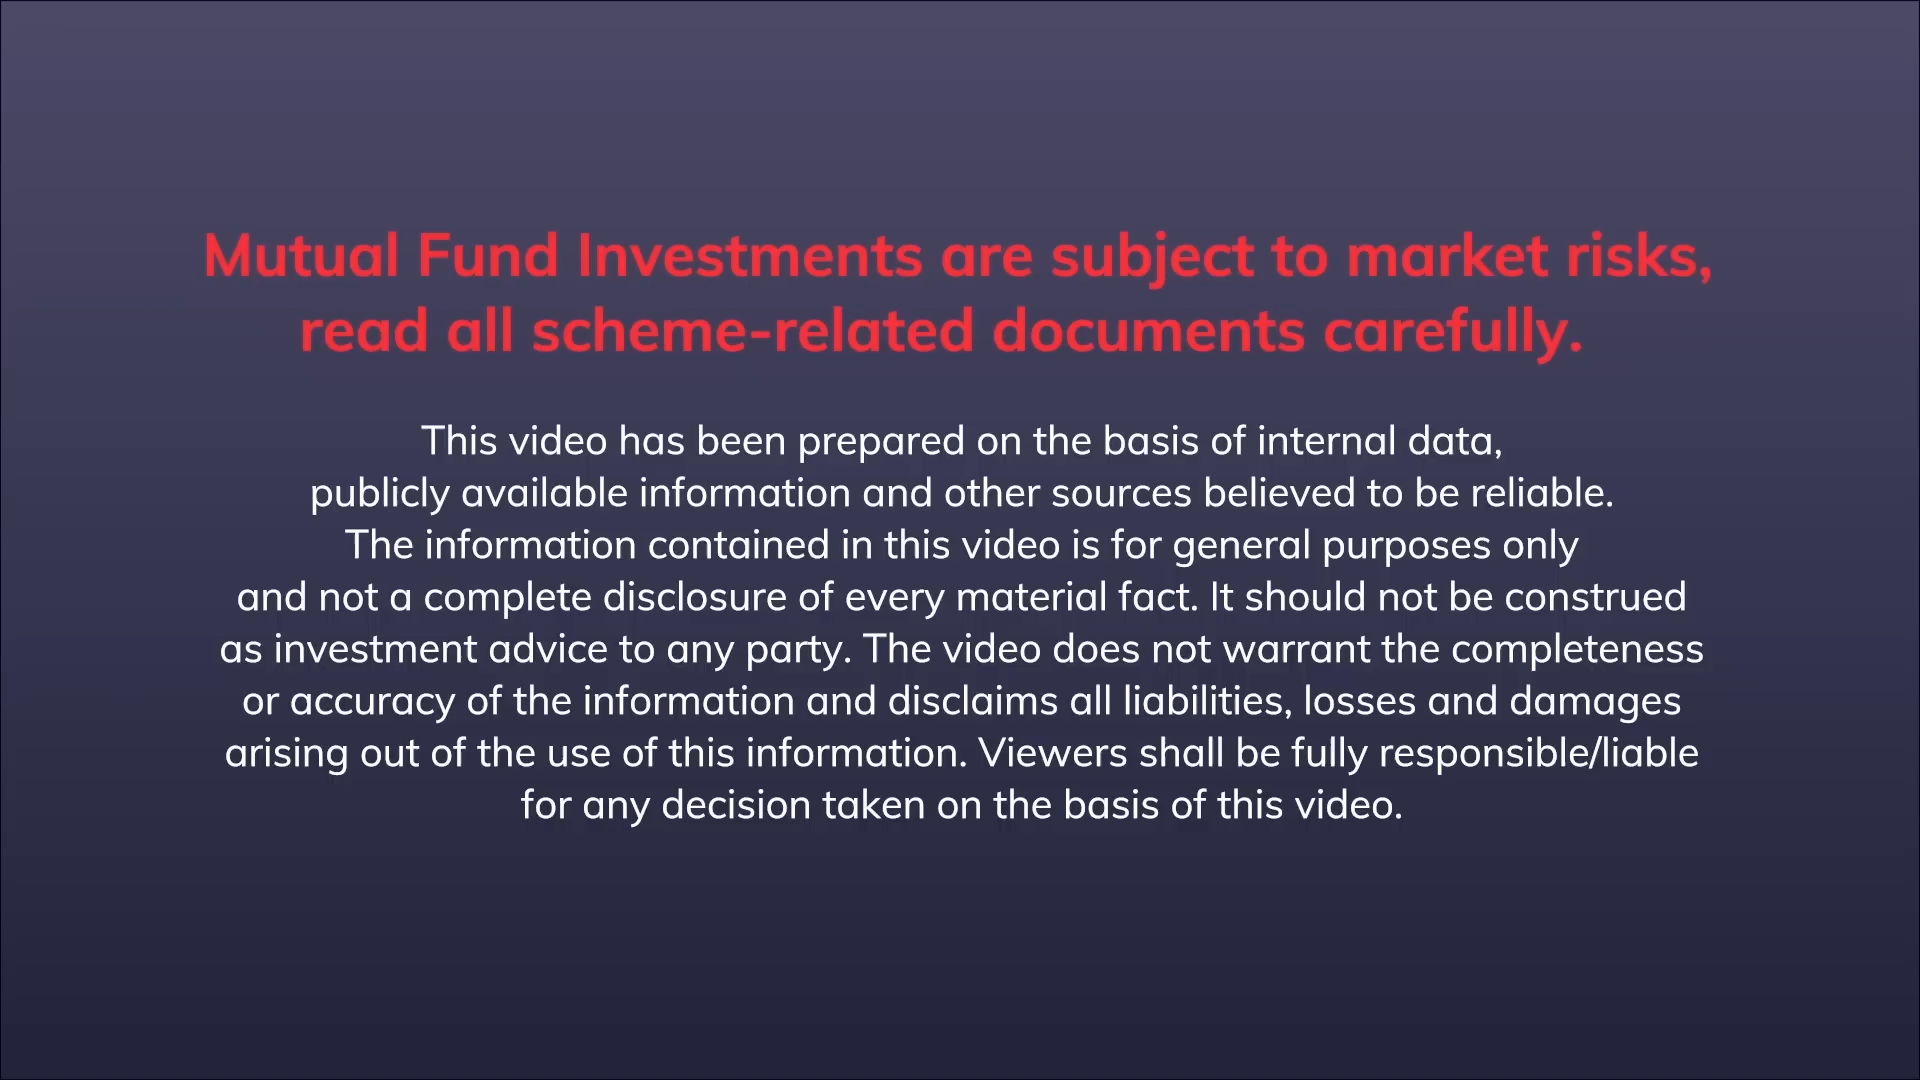 Mutual Fund Investments are subject to market risks,
read all scheme-related documents carefully.
This video has been prepared on the basis of internal data,
publicly available information and other sources believed to be reliable.
The information contained in this video is for general purposes only
and not a complete disclosure of every material fact. It should not be construed
as investment advice to any party. The video does not warrant the completeness
or accuracy of the information and disclaims all liabilities, losses and damages
arising out of the use of this information. Viewers shall be fully responsible/liable
for any decision taken on the basis of this video.